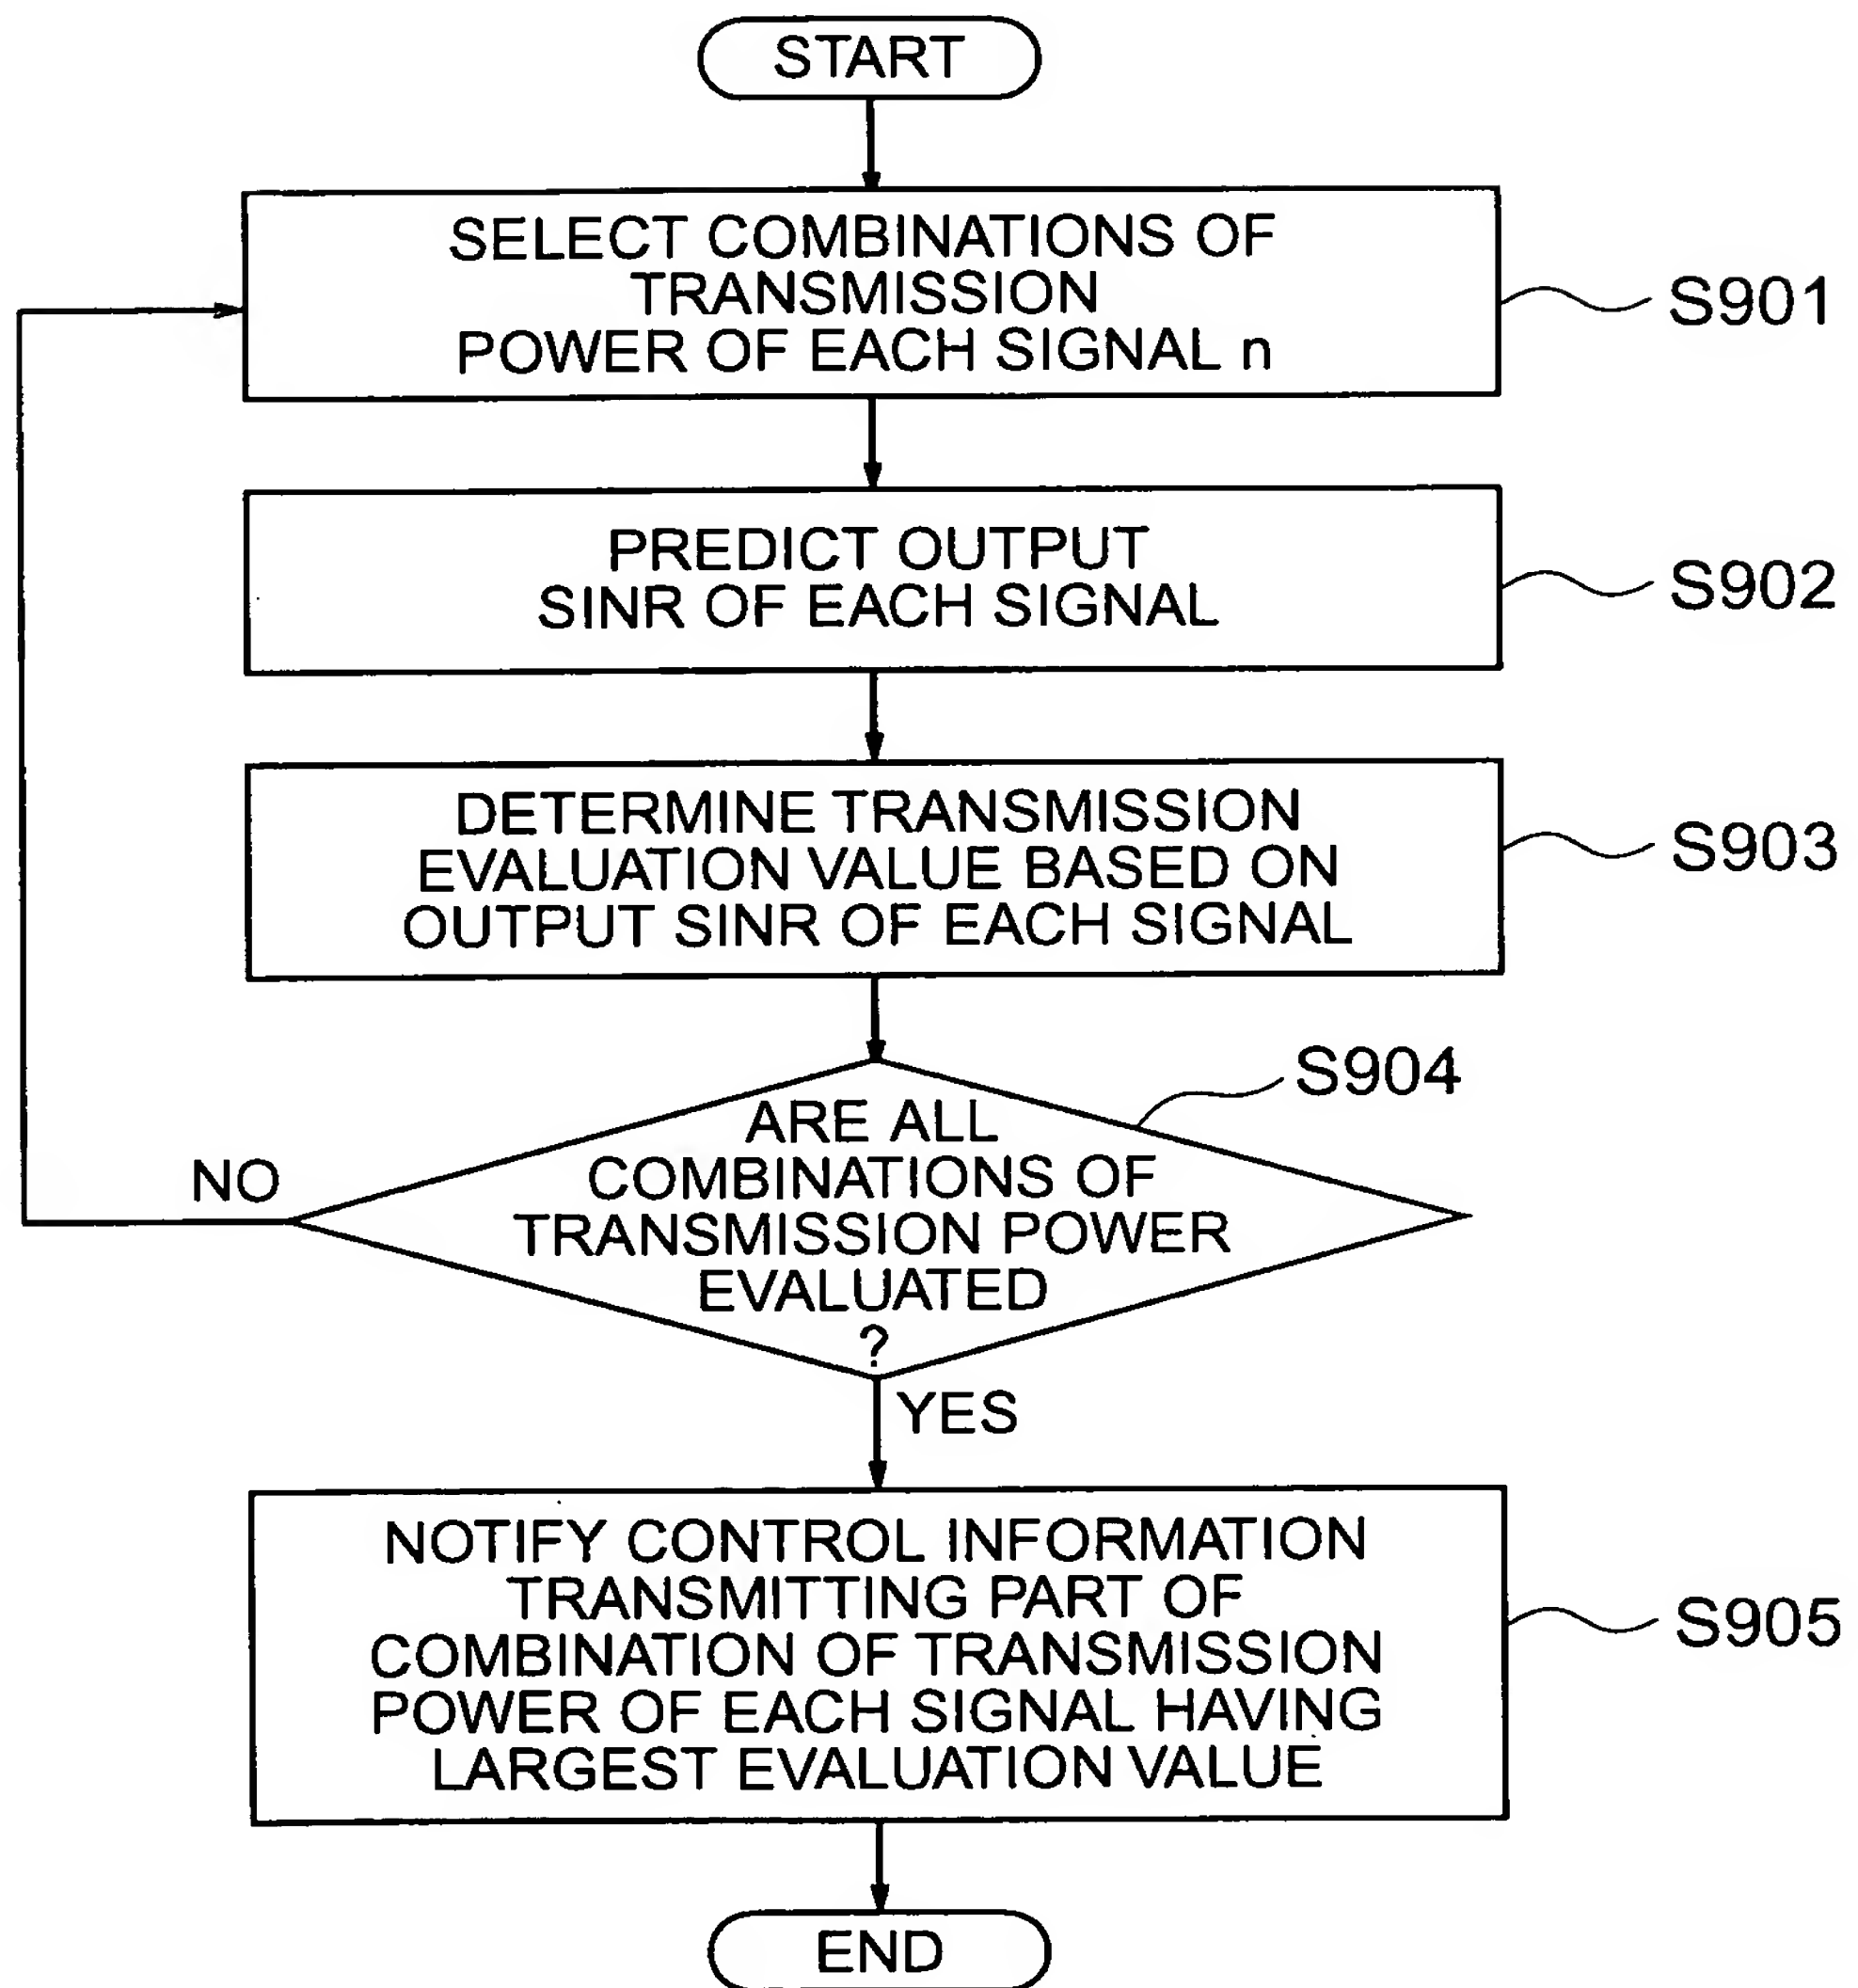 START
SELECT COMBINATIONS OF
TRANSMISSION
POWER OF EACH SIGNAL n
S901
PREDICT OUTPUT
SINR OF EACH SIGNAL
S902
DETERMINE TRANSMISSION
EVALUATION VALUE BASED ON
OUTPUT SINR OF EACH SIGNAL
S903
S904
ARE ALL
COMBINATIONS OF
TRANSMISSION POWER
EVALUATED
?
NO
YES
NOTIFY CONTROL INFORMATION
TRANSMITTING PART OF
COMBINATION OF TRANSMISSION
POWER OF EACH SIGNAL HAVING
LARGEST EVALUATION VALUE
S905
END